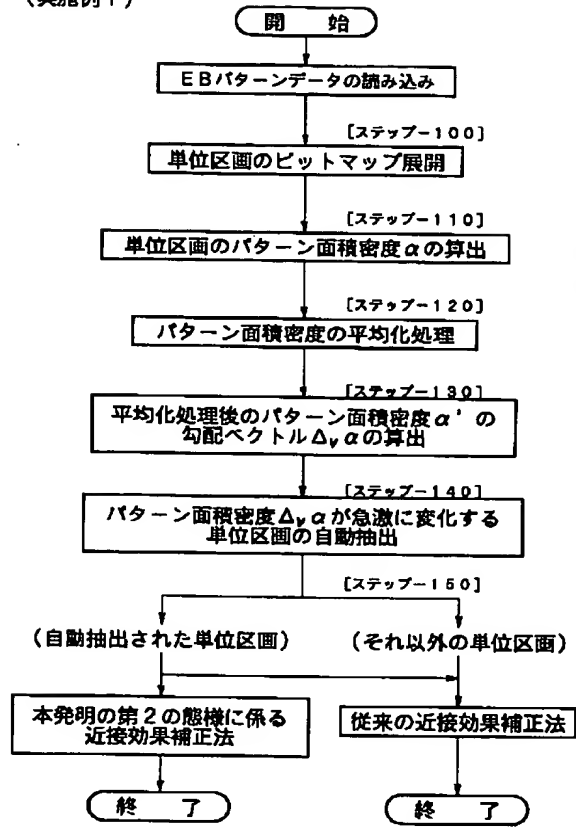 (実施例1)
開 始
EBパターンデータの読み込み
[ステップ-100]
単位区画のビットマップ展開
[ステップ-110]
単位区画のパターン面積密度αの算出
[ステップ-120]
パターン面積密度の平均化処理
[ステップ-130]
平均化処理後のパターン面積密度α'の
勾配ベクトルΔvαの算出
[ステップ-140]
パターン面積密度Δvαが急激に変化する
単位区画の自動抽出
[ステップ-150]
(自動抽出された単位区画)
(それ以外の単位区画)
本発明の第2の態様に係る
近接効果補正法
従来の近接効果補正法
終 了
終 了